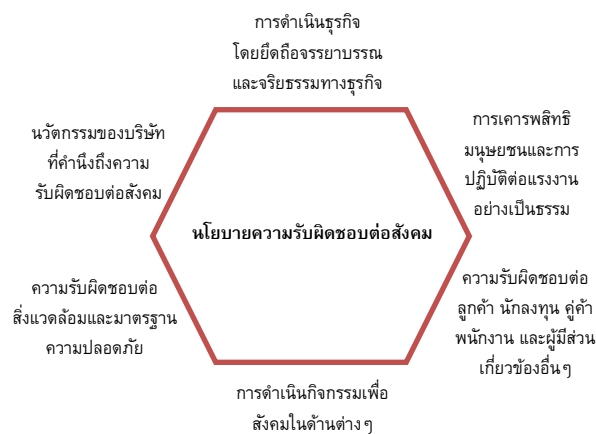 การดำเนินธุรกิจ
โดยยึดถือจรรยาบรรณ
และจริยธรรมทางธุรกิจ
การเคารพสิทธิ
มนุษยชนและการ
ปฏิบัติต่อแรงงาน
อย่างเป็นธรรม
ความรับผิดชอบต่อ
ลูกค้า นักลงทุน คู่ค้า
พนักงาน และผู้มีส่วน
เกี่ยวข้องอื่นๆ
การดำเนินกิจกรรมเพื่อ
สังคมในด้านต่างๆ
ความรับผิดชอบต่อ
สิ่งแวดล้อมและมาตรฐาน
ความปลอดภัย
นวัตกรรมของบริษัท
ที่คำนึงถึงความ
รับผิดชอบต่อสังคม
นโยบายความรับผิดชอบต่อสังคม